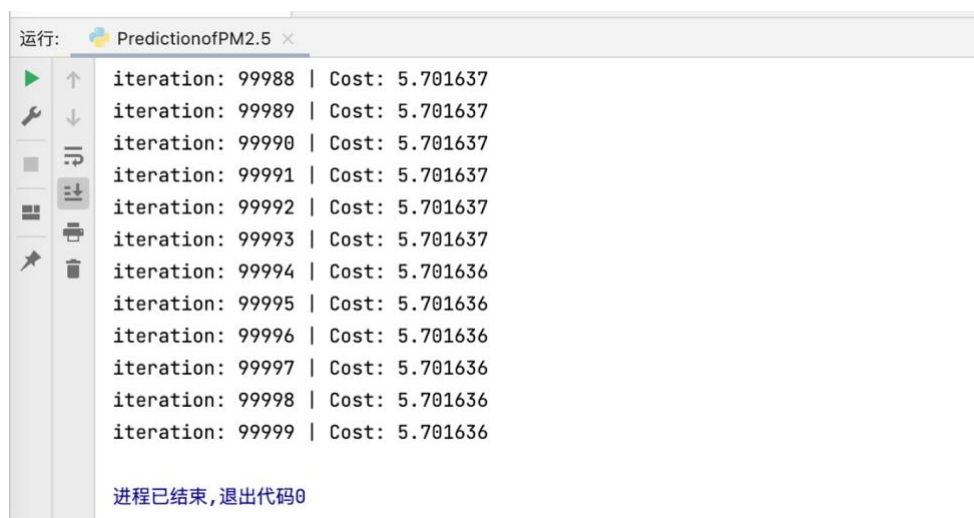 运行: PredictionofPM2.5
iteration: 99988 | Cost: 5.701637
iteration: 99989 | Cost: 5.701637
iteration: 99990 | Cost: 5.701637
iteration: 99991 | Cost: 5.701637
iteration: 99992 | Cost: 5.701637
iteration: 99993 | Cost: 5.701637
iteration: 99994 | Cost: 5.701636
iteration: 99995 | Cost: 5.701636
iteration: 99996 | Cost: 5.701636
iteration: 99997 | Cost: 5.701636
iteration: 99998 | Cost: 5.701636
iteration: 99999 | Cost: 5.701636
进程已结束,退出代码0